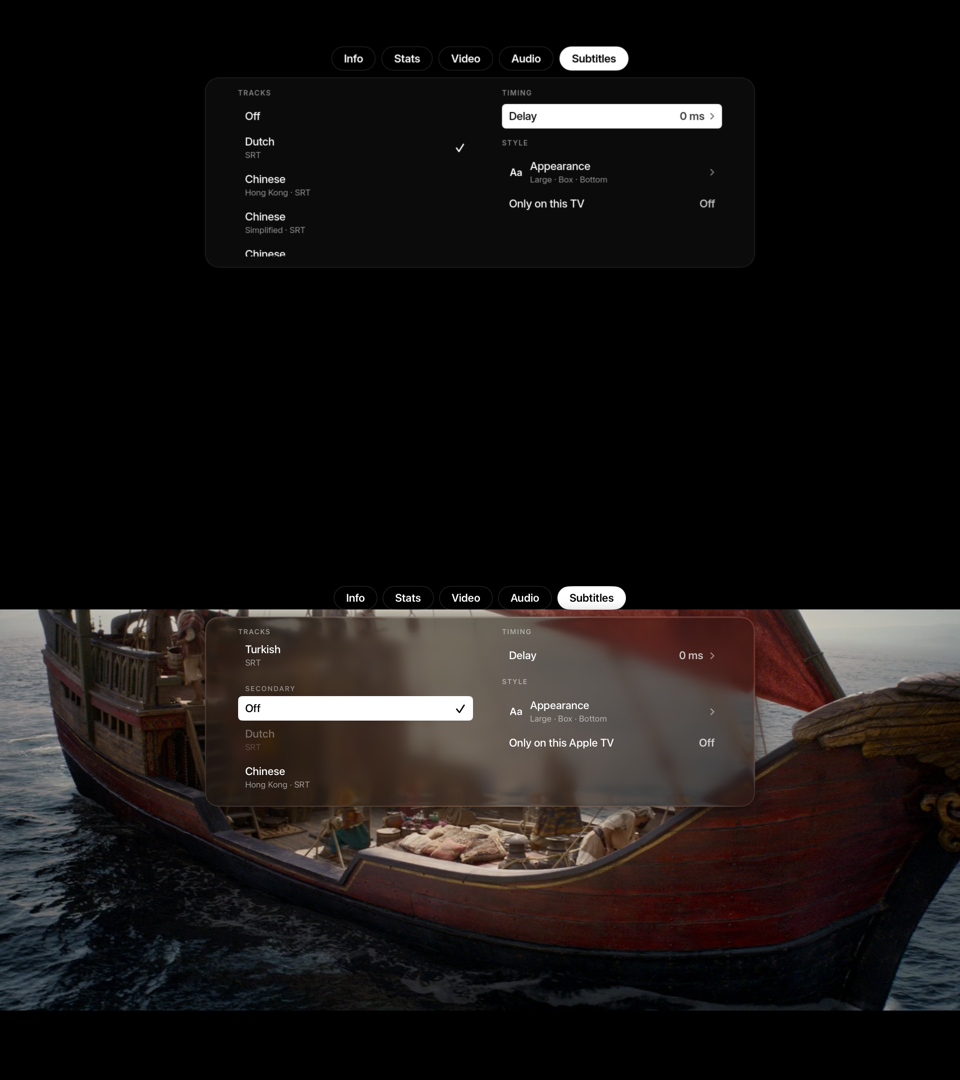 Info Stats Video Audio Subtitles
TRACKS
Off
Dutch
SRT
Chinese
Hong Kong · SRT
Chinese
Simplified · SRT
Chinese
TIMING
Delay 0 ms
STYLE
Aa Appearance
Large · Box · Bottom
Only on this TV Off
Info Stats Video Audio Subtitles
TRACKS
Turkish
SRT
SECONDARY
Off
Dutch
SRT
Chinese
Hong Kong · SRT
TIMING
Delay 0 ms
STYLE
Aa Appearance
Large · Box · Bottom
Only on this Apple TV Off